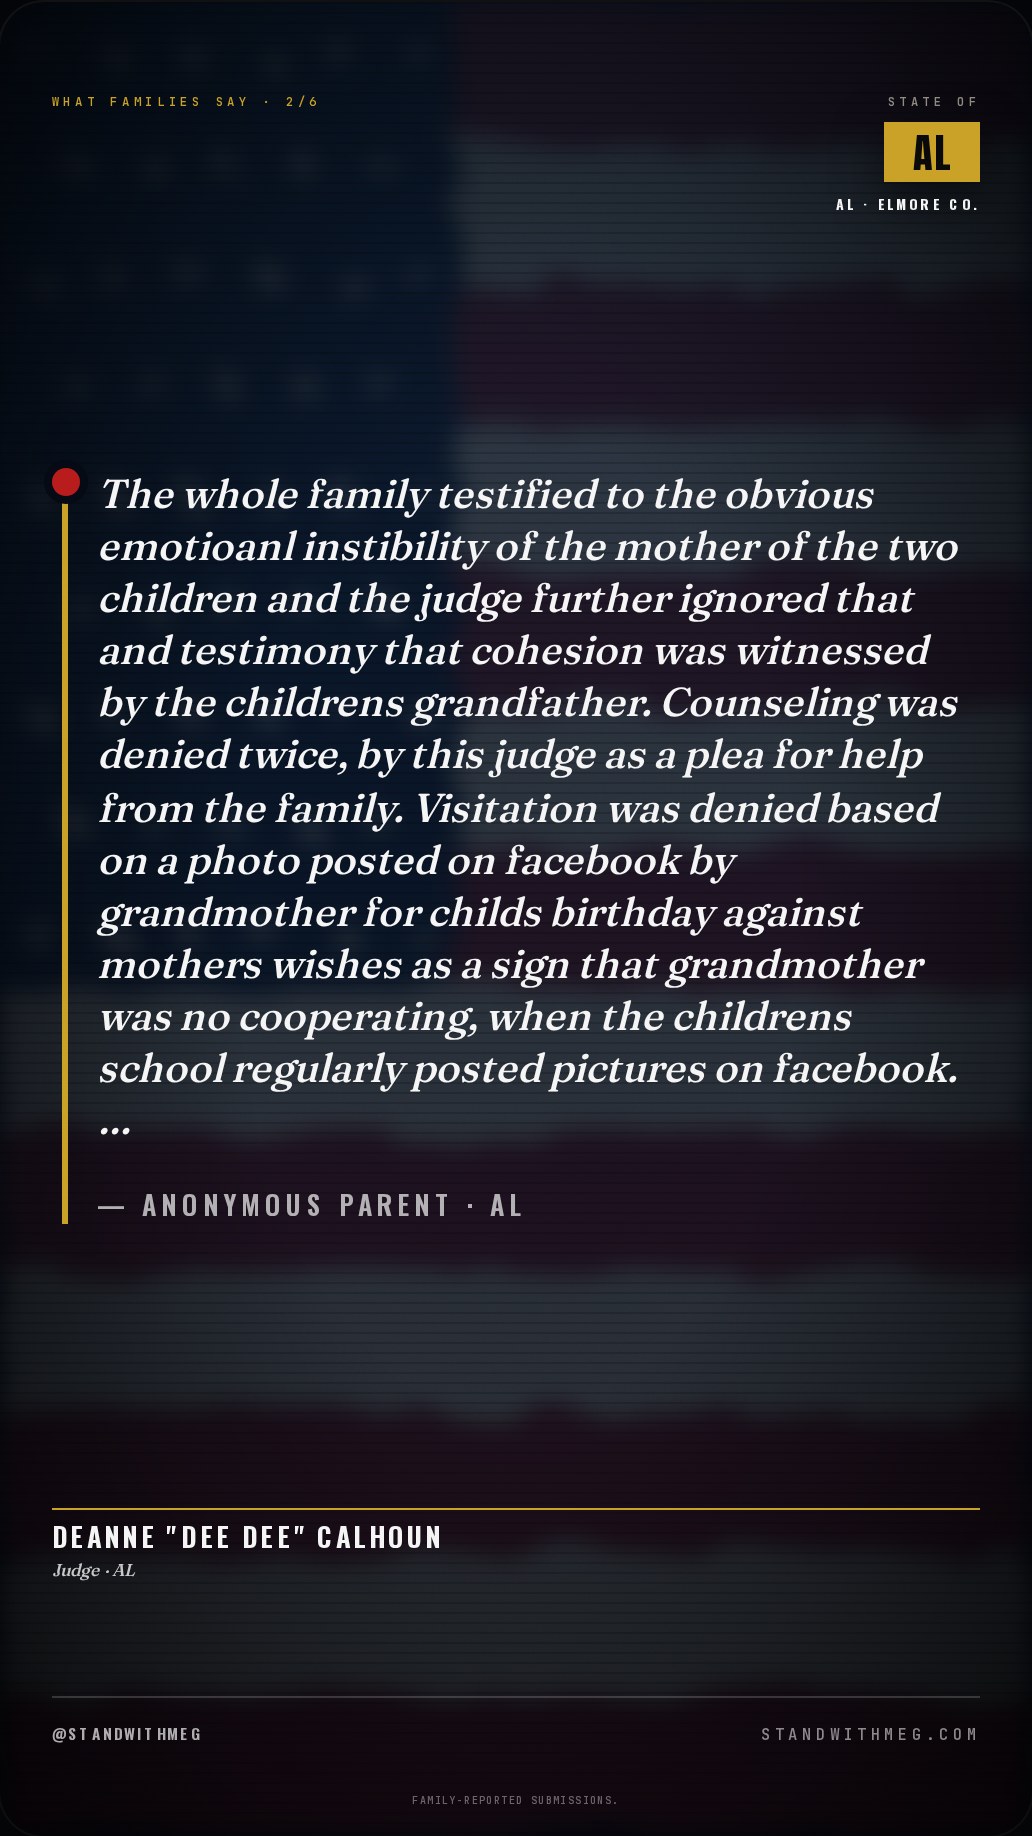 WHAT FAMILIES SAY · 2/6
STATE OF
AL
AL · ELMORE CO.
The whole family testified to the obvious
emotioanl instibility of the mother of the two
children and the judge further ignored that
and testimony that cohesion was witnessed
by the childrens grandfather. Counseling was
denied twice, by this judge as a plea for help
from the family. Visitation was denied based
on a photo posted on facebook by
grandmother for childs birthday against
mothers wishes as a sign that grandmother
was no cooperating, when the childrens
school regularly posted pictures on facebook.
...
— ANONYMOUS PARENT · AL
DEANNE "DEE DEE" CALHOUN
Judge · AL
@STANDWITHMEG
STANDWITHMEG.COM
FAMILY-REPORTED SUBMISSIONS.